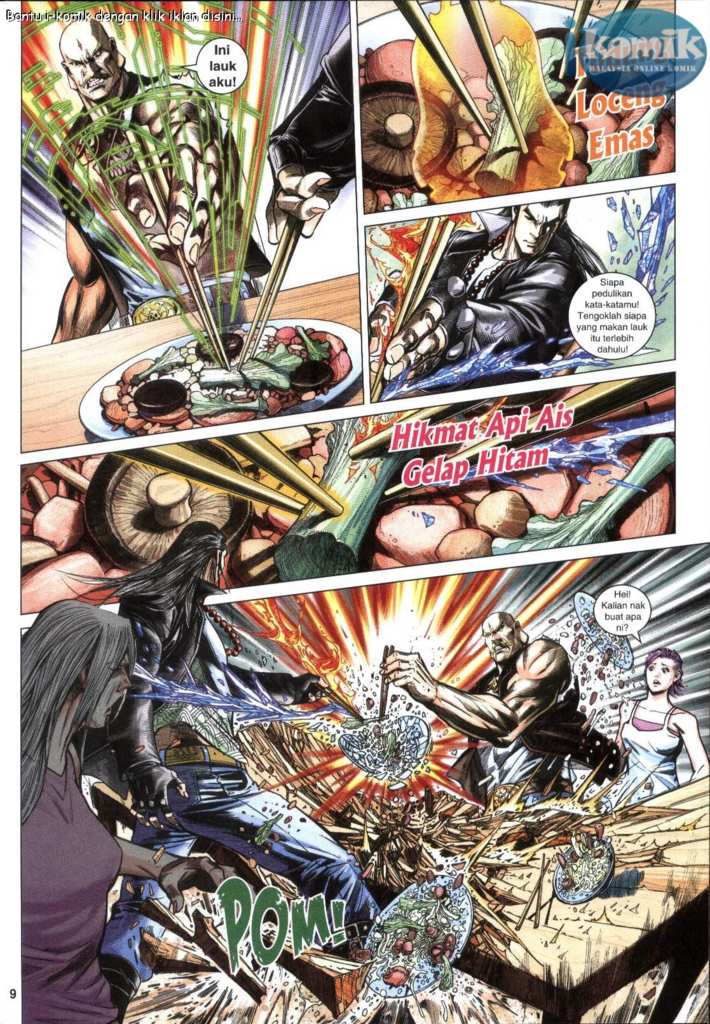 Bantu i-komik dengan klik iklan disini...
ikomik
MALAYSIA ONLINE KOMIK
Ini
lauk
aku!
Loceng
Emas
Siapa
pedulikan
kata-katamu!
Tengoklah siapa
yang makan lauk
itu terlebih
dahulu!
Hikmat Api Ais
Gelap Hitam
Hei!
Kalian nak
buat apa
ni?
POM!
9